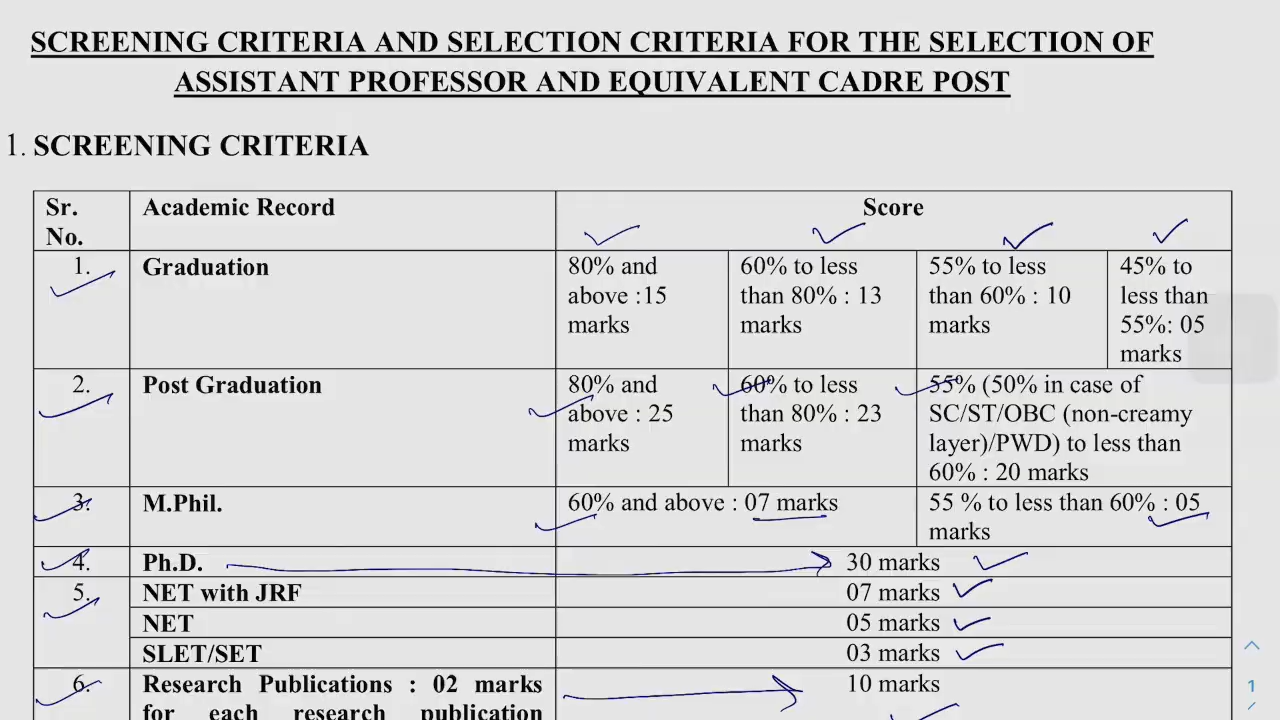 SCREENING CRITERIA AND SELECTION CRITERIA FOR THE SELECTION OF
ASSISTANT PROFESSOR AND EQUIVALENT CADRE POST
1. SCREENING CRITERIA
Sr. No.
Academic Record
Score
1.
Graduation
80% and
above :15
marks
60% to less
than 80% : 13
marks
55% to less
than 60% : 10
marks
45% to
less than
55%: 05
marks
2.
Post Graduation
80% and
above : 25
marks
60% to less
than 80% : 23
marks
55% (50% in case of
SC/ST/OBC (non-creamy
layer)/PWD) to less than
60% : 20 marks
3.
M.Phil.
60% and above : 07 marks
55 % to less than 60% : 05
marks
4.
Ph.D.
30 marks
5.
NET with JRF
07 marks
NET
05 marks
SLET/SET
03 marks
6.
Research Publications : 02 marks
for each research publication
10 marks
1